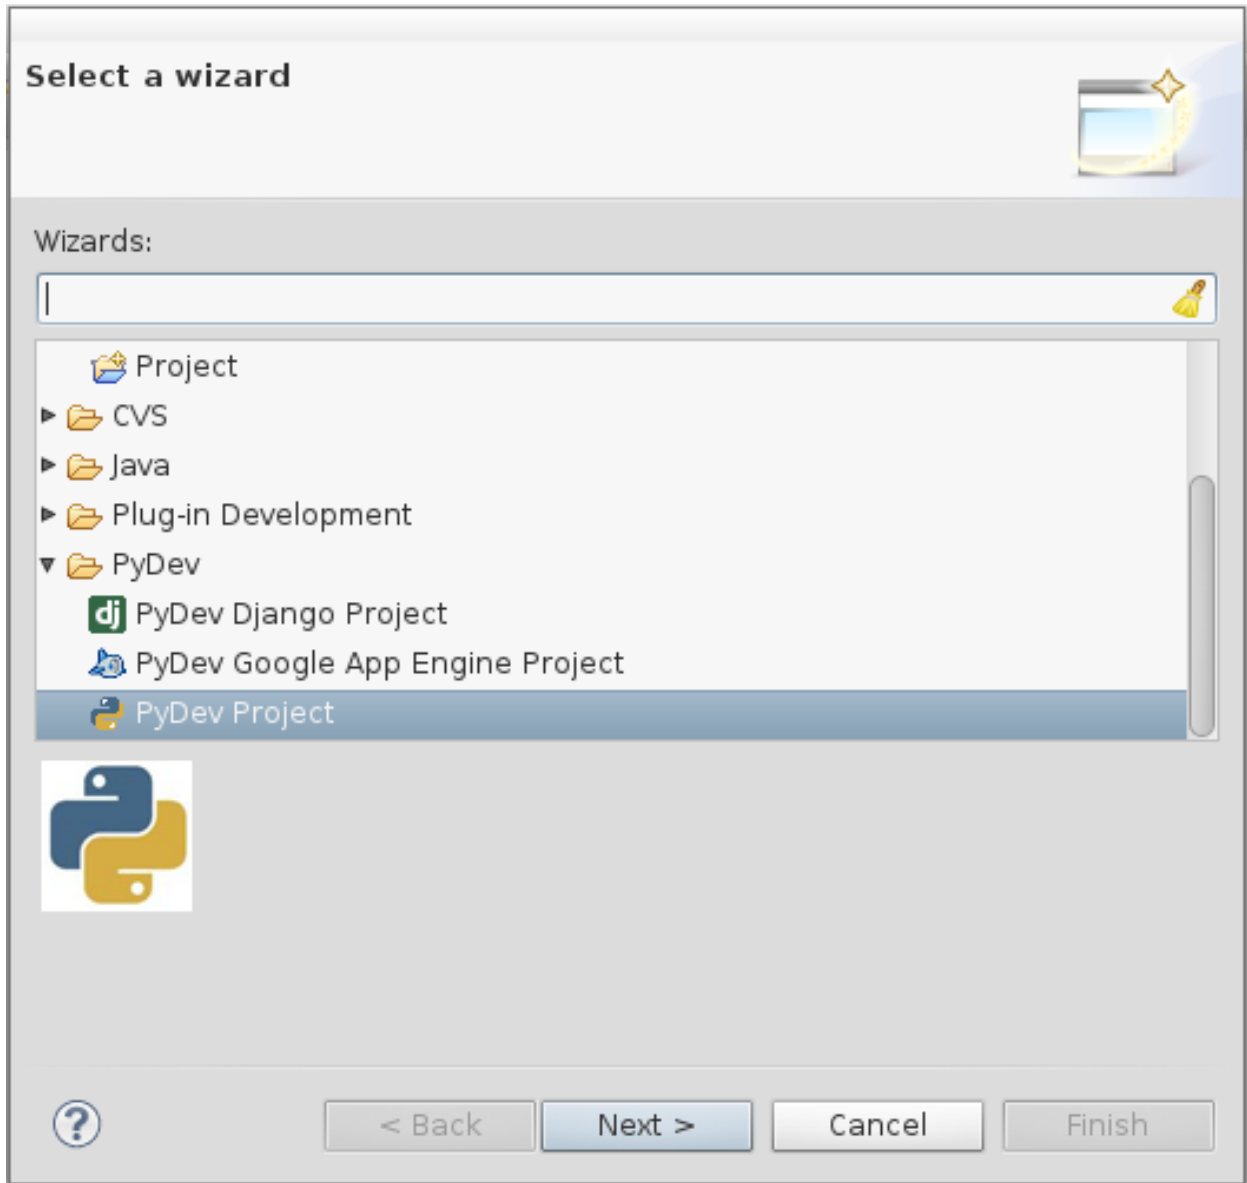 Select a wizard
Wizards:
Project
CVS
Java
Plug-in Development
PyDev
dj PyDev Django Project
PyDev Google App Engine Project
PyDev Project
? < Back Next > Cancel Finish